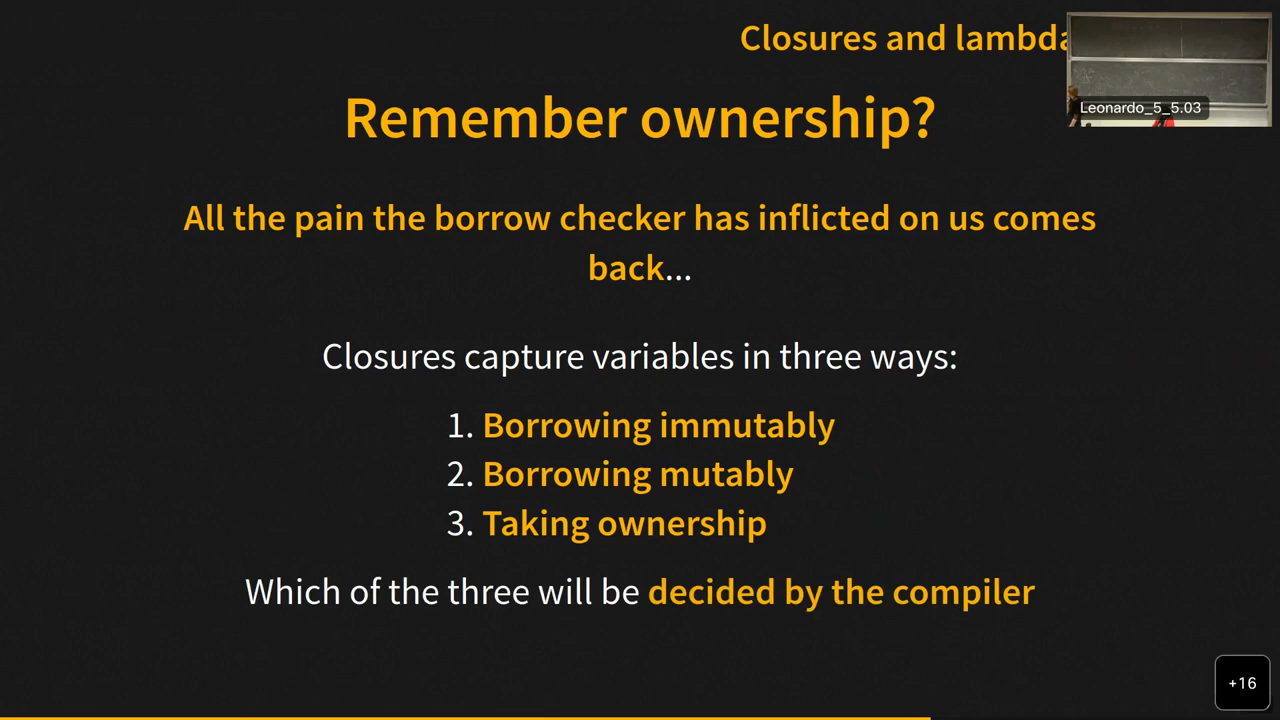 Closures and lambda
Leonardo_5_5.03
Remember ownership?
All the pain the borrow checker has inflicted on us comes
back...
Closures capture variables in three ways:
1. Borrowing immutably
2. Borrowing mutably
3. Taking ownership
Which of the three will be decided by the compiler
+16